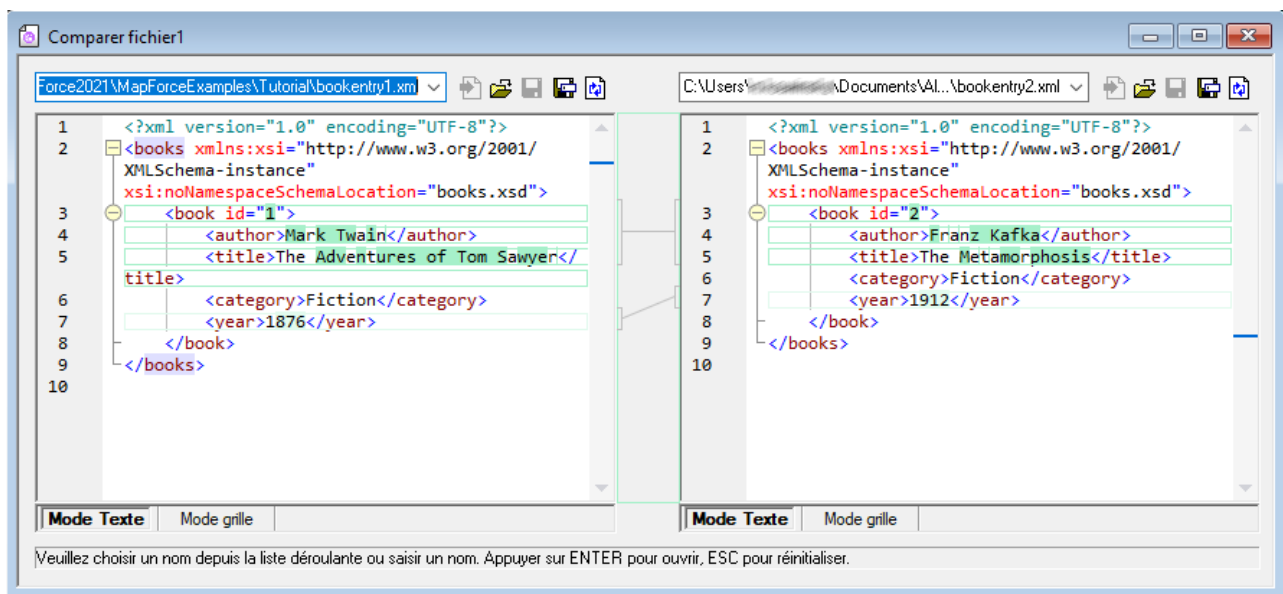 Comparer fichier1
Force2021\MapForceExamples\Tutorial\bookentry1.xml
1 <?xml version="1.0" encoding="UTF-8"?>
2 <books xmlns:xsi="http://www.w3.org/2001/
XMLSchema-instance"
xsi:noNamespaceSchemaLocation="books.xsd">
3 <book id="1">
4 <author>Mark Twain</author>
5 <title>The Adventures of Tom Sawyer</
title>
6 <category>Fiction</category>
7 <year>1876</year>
8 </book>
9 </books>
10
Mode Texte Mode grille
C:\Users\ \Documents\Al...\bookentry2.xml
1 <?xml version="1.0" encoding="UTF-8"?>
2 <books xmlns:xsi="http://www.w3.org/2001/
XMLSchema-instance"
xsi:noNamespaceSchemaLocation="books.xsd">
3 <book id="2">
4 <author>Franz Kafka</author>
5 <title>The Metamorphosis</title>
6 <category>Fiction</category>
7 <year>1912</year>
8 </book>
9 </books>
10
Mode Texte Mode grille
Veuillez choisir un nom depuis la liste déroulante ou saisir un nom. Appuyer sur ENTER pour ouvrir, ESC pour réinitialiser.